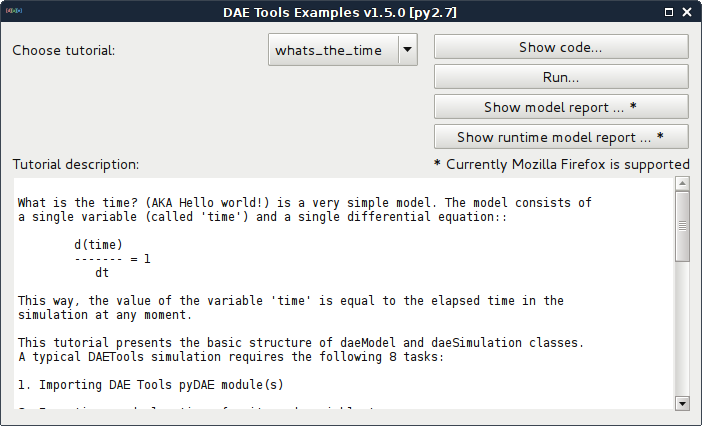 DAE Tools Examples v1.5.0 [py2.7]
Choose tutorial:
whats_the_time
Show code...
Run...
Show model report ... *
Show runtime model report ... *
Tutorial description:
* Currently Mozilla Firefox is supported
What is the time? (AKA Hello world!) is a very simple model. The model consists of
a single variable (called 'time') and a single differential equation::
d(time)
------- = 1
dt
This way, the value of the variable 'time' is equal to the elapsed time in the
simulation at any moment.
This tutorial presents the basic structure of daeModel and daeSimulation classes.
A typical DAETools simulation requires the following 8 tasks:
1. Importing DAE Tools pyDAE module(s)